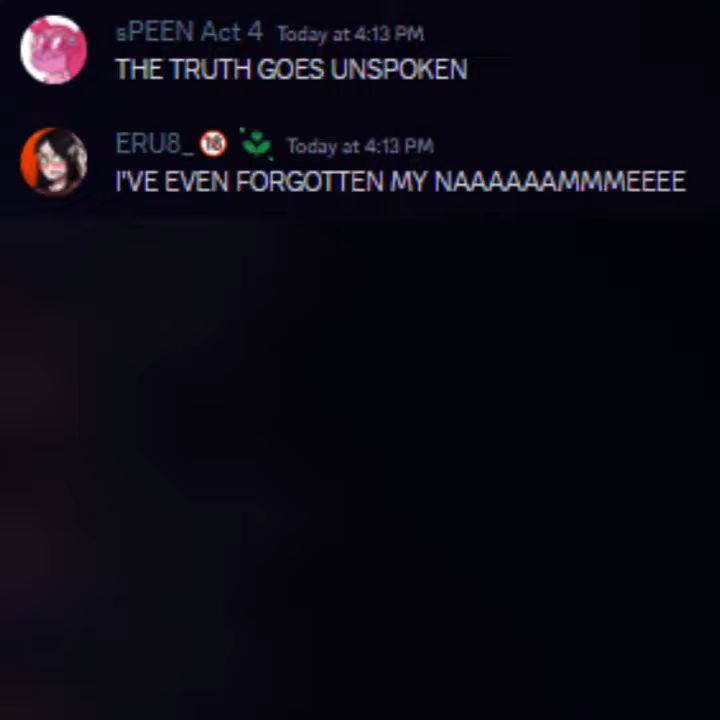 sPEEN Act 4 Today at 4:13 PM
THE TRUTH GOES UNSPOKEN
ERU8_ 🔞 Today at 4:13 PM
I'VE EVEN FORGOTTEN MY NAAAAAAMMMEEEE